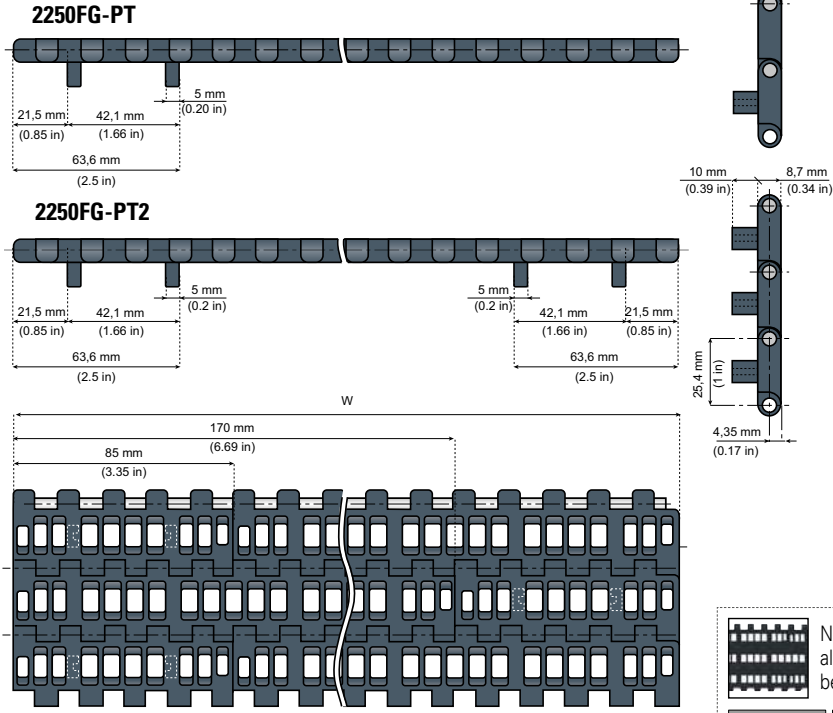 2250FG-PT
5 mm
(0.20 in)
21,5 mm
(0.85 in)
42,1 mm
(1.66 in)
63,6 mm
(2.5 in)
10 mm
(0.39 in)
8,7 mm
(0.34 in)
2250FG-PT2
5 mm
(0.2 in)
5 mm
(0.2 in)
21,5 mm
(0.85 in)
42,1 mm
(1.66 in)
42,1 mm
(1.66 in)
21,5 mm
(0.85 in)
63,6 mm
(2.5 in)
63,6 mm
(2.5 in)
25,4 mm
(1 in)
4,35 mm
(0.17 in)
W
170 mm
(6.69 in)
85 mm
(3.35 in)